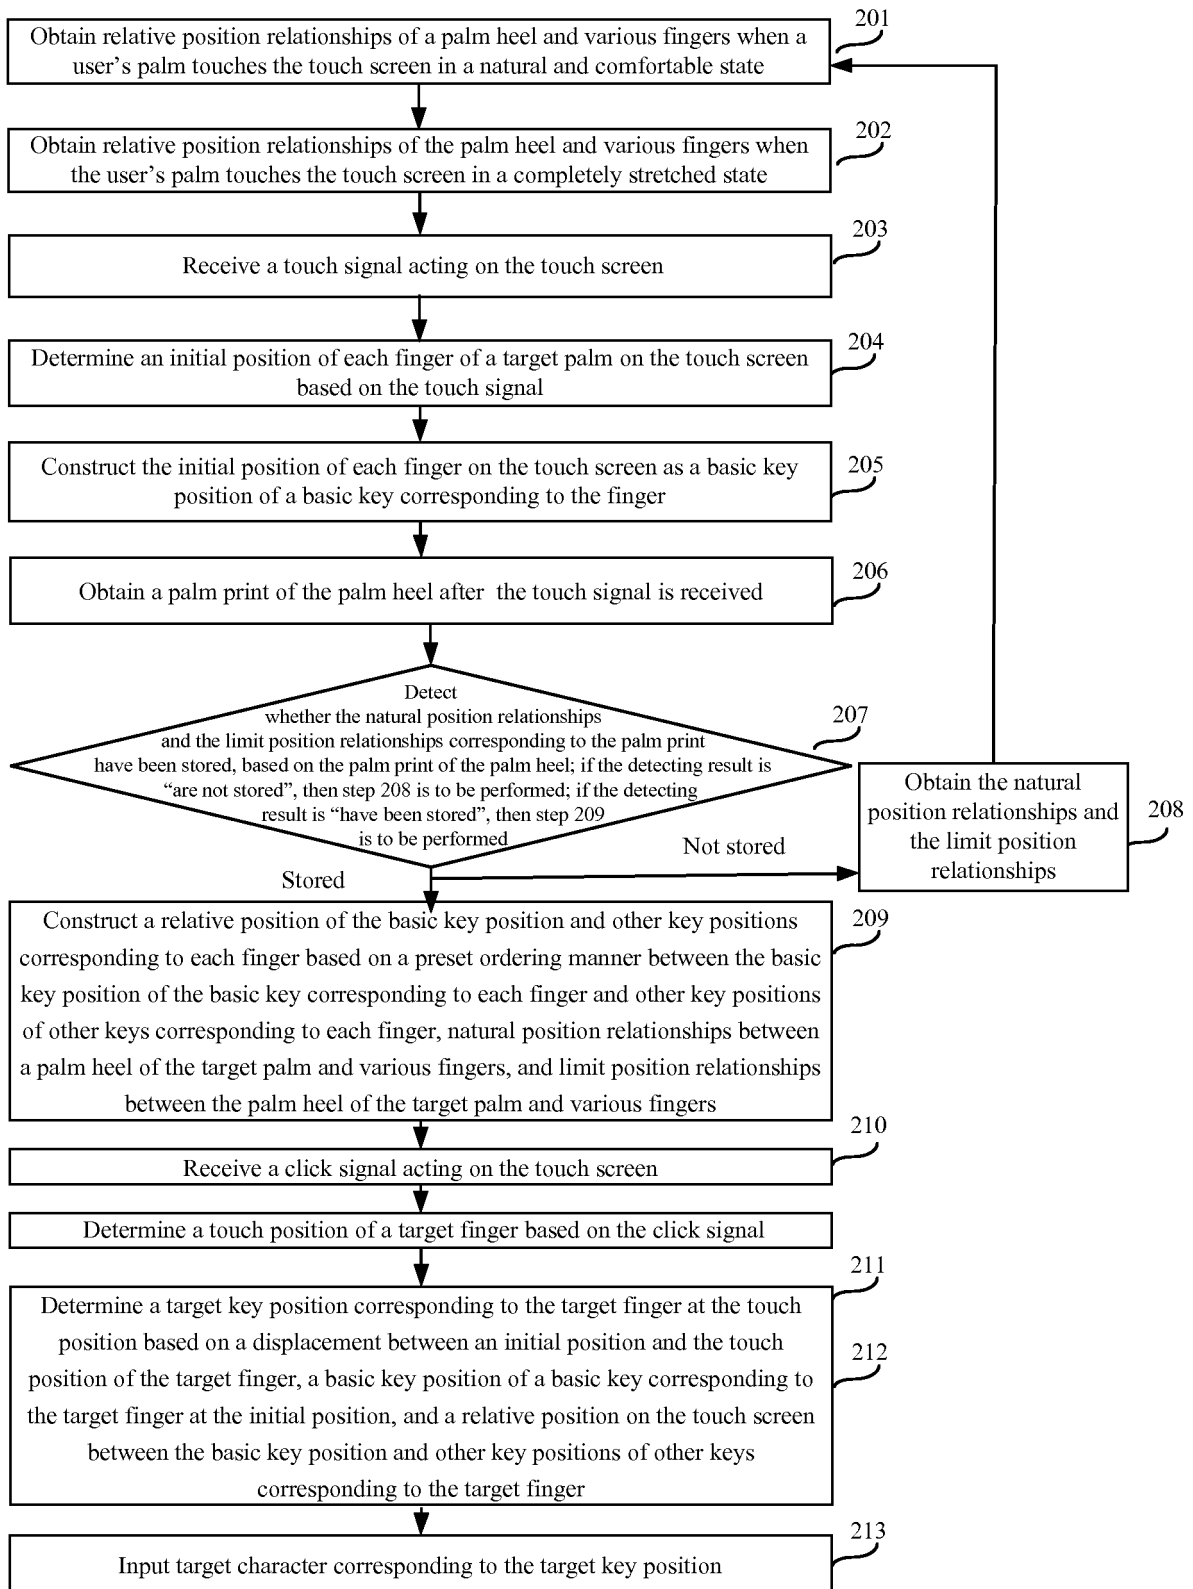 201
Obtain relative position relationships of a palm heel and various fingers when a
user's palm touches the touch screen in a natural and comfortable state
202
Obtain relative position relationships of the palm heel and various fingers when
the user's palm touches the touch screen in a completely stretched state
203
Receive a touch signal acting on the touch screen
204
Determine an initial position of each finger of a target palm on the touch screen
based on the touch signal
205
Construct the initial position of each finger on the touch screen as a basic key
position of a basic key corresponding to the finger
206
Obtain a palm print of the palm heel after the touch signal is received
207
Detect
whether the natural position relationships
and the limit position relationships corresponding to the palm print
have been stored, based on the palm print of the palm heel; if the detecting result is
“are not stored”, then step 208 is to be performed; if the detecting
result is “have been stored”, then step 209
is to be performed
Not stored
Stored
208
Obtain the natural
position relationships and
the limit position
relationships
209
Construct a relative position of the basic key position and other key positions
corresponding to each finger based on a preset ordering manner between the basic
key position of the basic key corresponding to each finger and other key positions
of other keys corresponding to each finger, natural position relationships between
a palm heel of the target palm and various fingers, and limit position relationships
between the palm heel of the target palm and various fingers
210
Receive a click signal acting on the touch screen
Determine a touch position of a target finger based on the click signal
211
Determine a target key position corresponding to the target finger at the touch
position based on a displacement between an initial position and the touch
212
position of the target finger, a basic key position of a basic key corresponding to
the target finger at the initial position, and a relative position on the touch screen
between the basic key position and other key positions of other keys
corresponding to the target finger
213
Input target character corresponding to the target key position